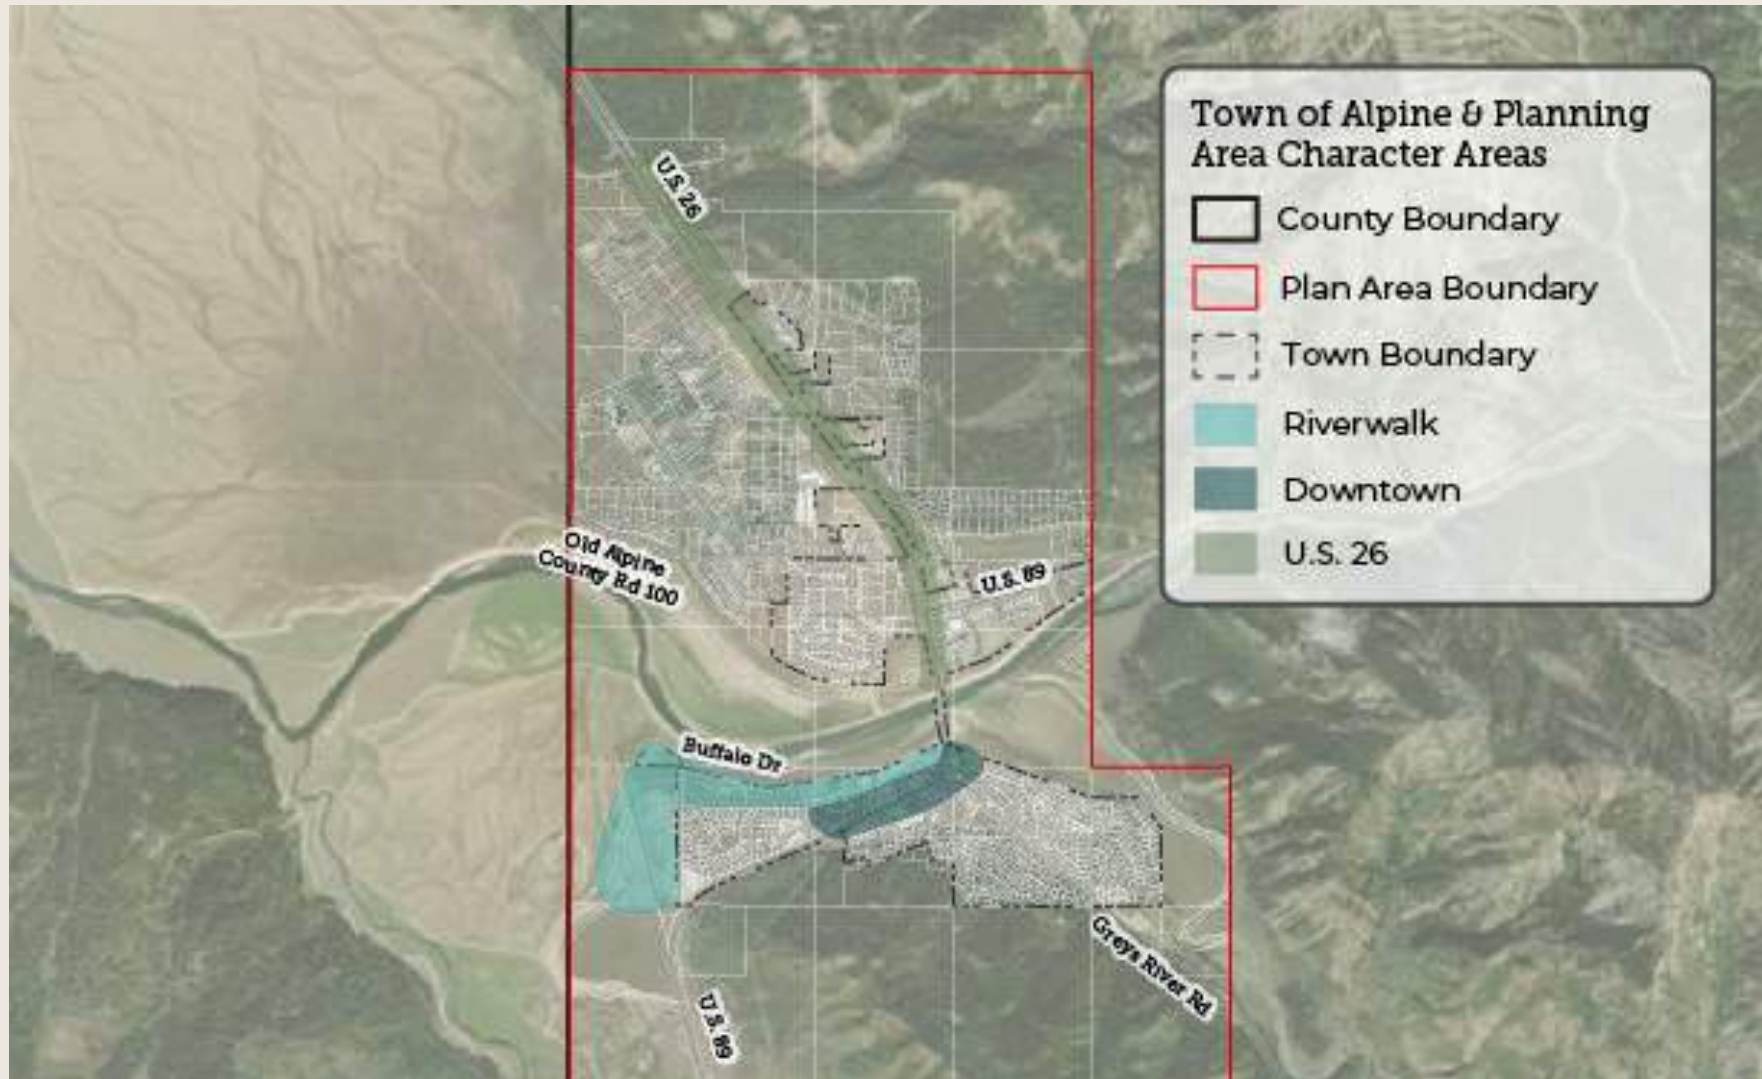 Town of Alpine & Planning
Area Character Areas
County Boundary
Plan Area Boundary
Town Boundary
Riverwalk
Downtown
U.S. 26
U.S. 26
Old Alpine
County Rd 100
U.S. 89
Buffalo Dr
Greys River Rd
U.S. 89